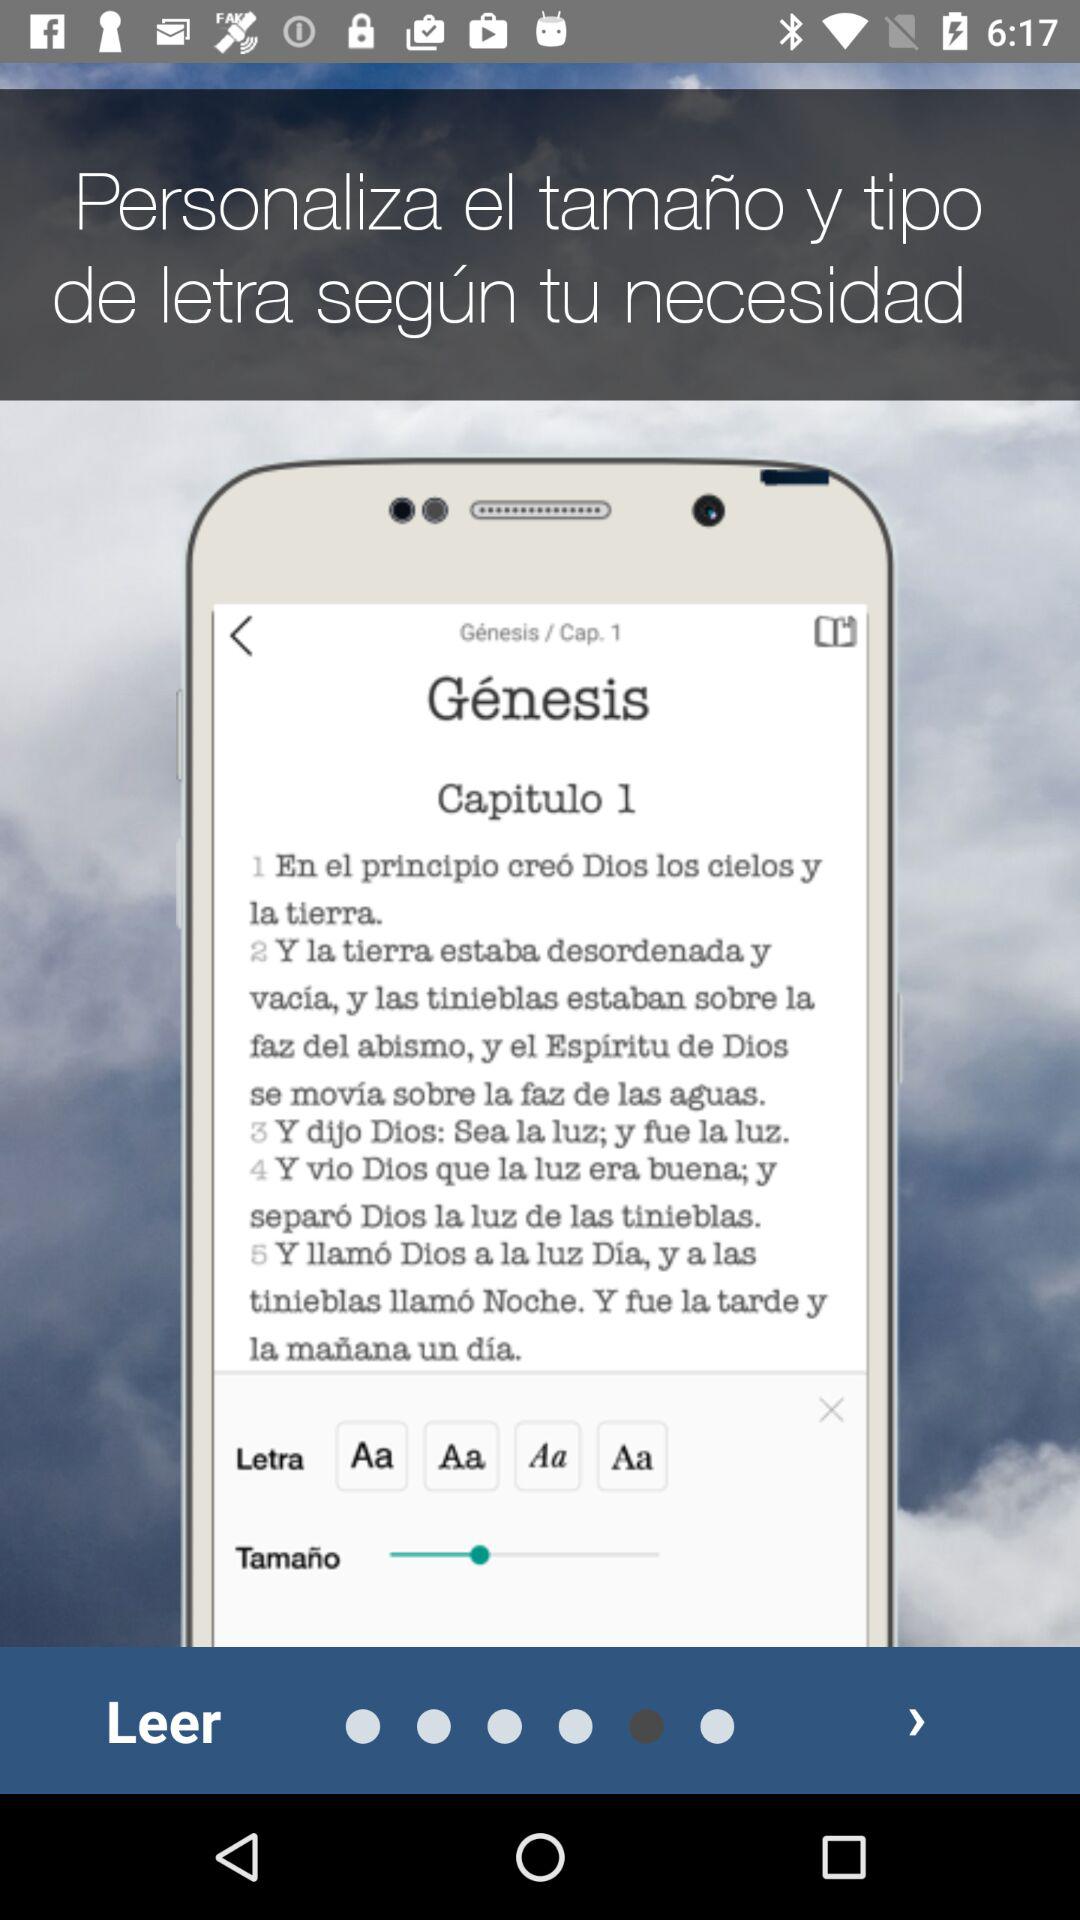 FAKE
6:17
Personaliza el tamaño y tipo
de letra según tu necesidad
Génesis / Cap. 1
Génesis
Capitulo 1
1 En el principio creó Dios los cielos y
la tierra.
2 Y la tierra estaba desordenada y
vacía, y las tinieblas estaban sobre la
faz del abismo, y el Espíritu de Dios
se movía sobre la faz de las aguas.
3 Y dijo Dios: Sea la luz; y fue la luz.
4 Y vio Dios que la luz era buena; y
separó Dios la luz de las tinieblas.
5 Y llamó Dios a la luz Día, y a las
tinieblas llamó Noche. Y fue la tarde y
la mañana un día.
Letra Aa Aa Aa Aa
Tamaño
Leer ›